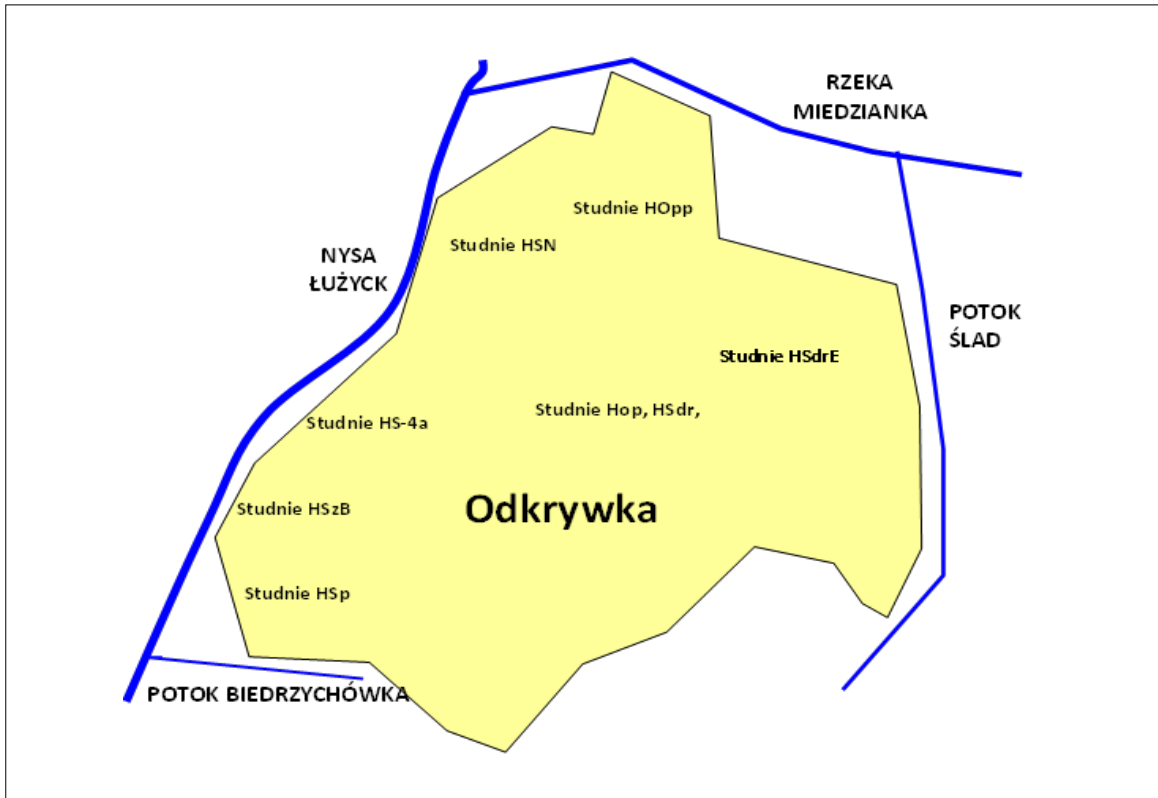 RZEKA
MIEDZIANKA
Studnie HOpp
Studnie HSN
NYSA
ŁUŻYCK
POTOK
ŚLAD
Studnie HSdrE
Studnie Hop, HSdr,
Studnie HS-4a
Studnie HSzB
Odkrywka
Studnie HSp
POTOK BIEDRZYCHÓWKA